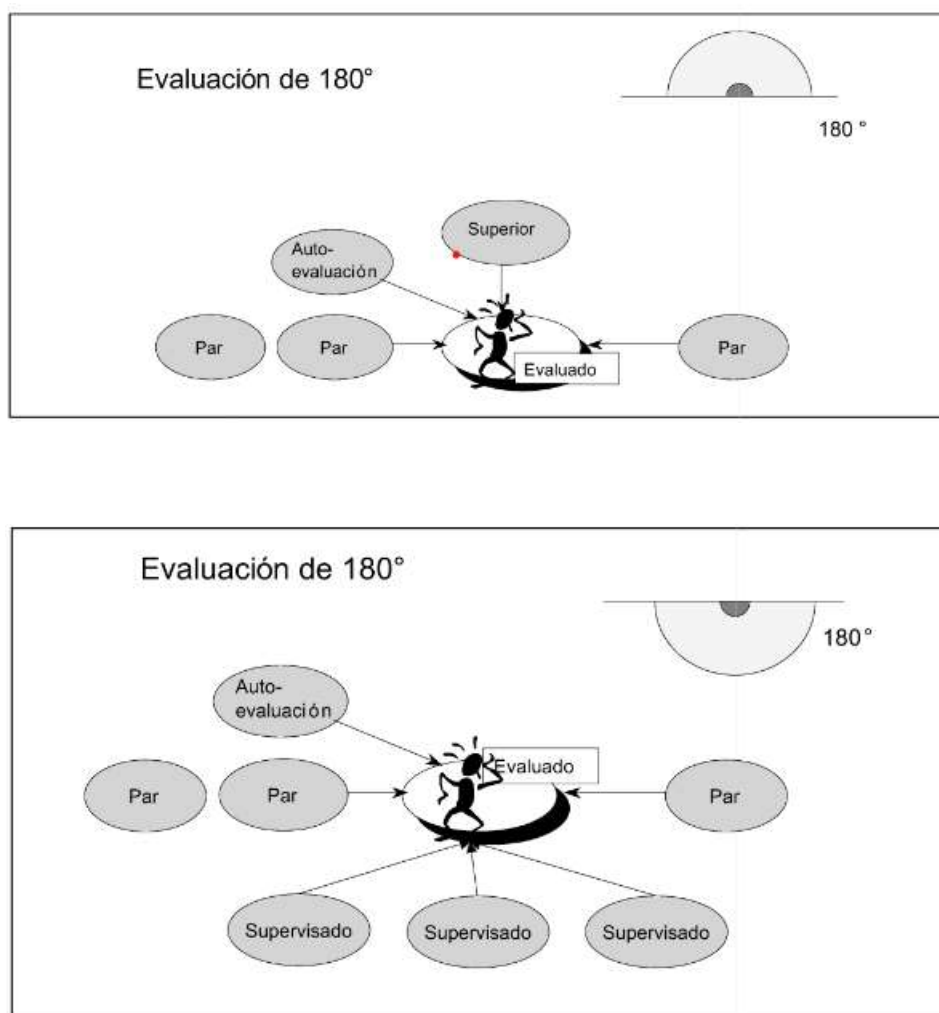 Evaluación de 180°
180 °
Superior
Auto-
evaluación
Par
Par
Par
Evaluado
Evaluación de 180°
180°
Auto-
evaluación
Evaluado
Par
Par
Par
Supervisado
Supervisado
Supervisado